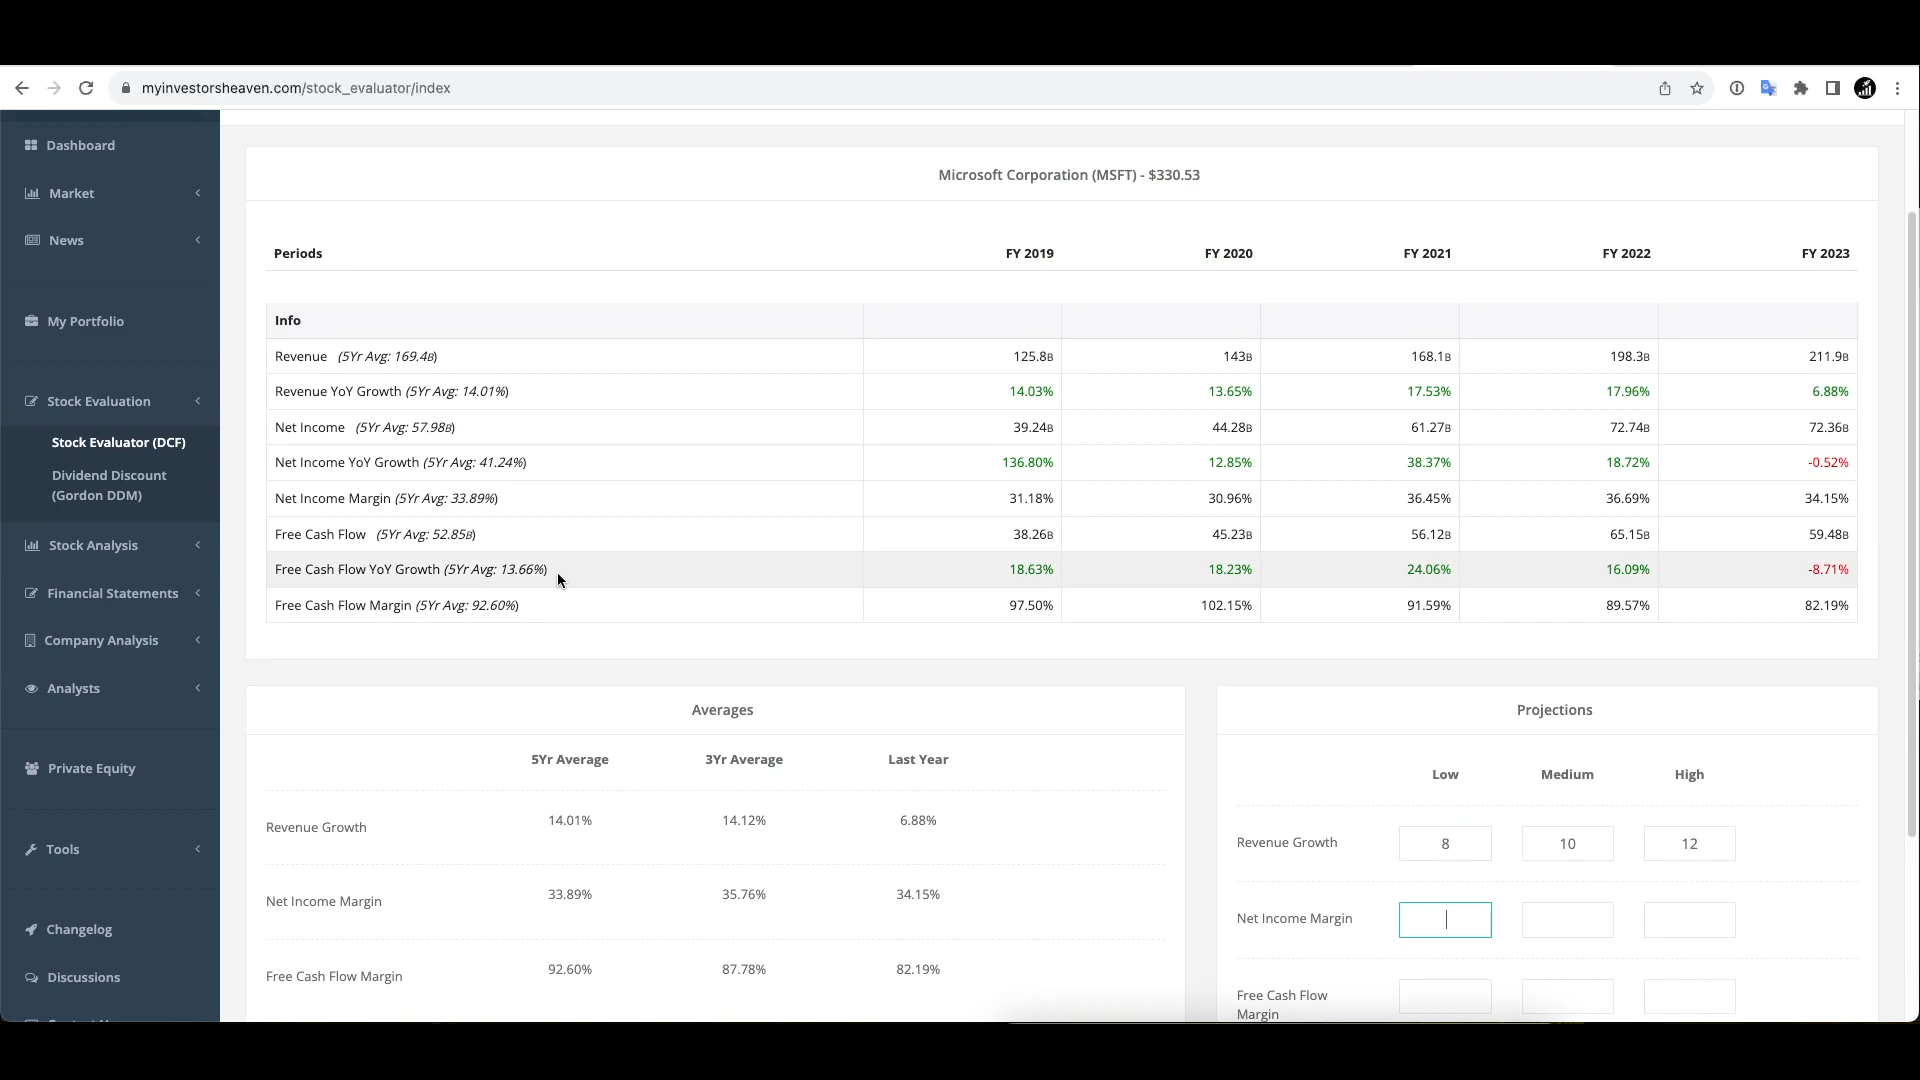 myinvestorsheaven.com/stock_evaluator/index
Dashboard
Market
News
My Portfolio
Stock Evaluation
Stock Evaluator (DCF)
Dividend Discount
(Gordon DDM)
Stock Analysis
Financial Statements
Company Analysis
Analysts
Private Equity
Tools
Changelog
Discussions
Microsoft Corporation (MSFT) - $330.53
Periods FY 2019 FY 2020 FY 2021 FY 2022 FY 2023
Info
Revenue (5Yr Avg: 169.4B) 125.8B 143B 168.1B 198.3B 211.9B
Revenue YoY Growth (5Yr Avg: 14.01%) 14.03% 13.65% 17.53% 17.96% 6.88%
Net Income (5Yr Avg: 57.98B) 39.24B 44.28B 61.27B 72.74B 72.36B
Net Income YoY Growth (5Yr Avg: 41.24%) 136.80% 12.85% 38.37% 18.72% -0.52%
Net Income Margin (5Yr Avg: 33.89%) 31.18% 30.96% 36.45% 36.69% 34.15%
Free Cash Flow (5Yr Avg: 52.85B) 38.26B 45.23B 56.12B 65.15B 59.48B
Free Cash Flow YoY Growth (5Yr Avg: 13.66%) 18.63% 18.23% 24.06% 16.09% -8.71%
Free Cash Flow Margin (5Yr Avg: 92.60%) 97.50% 102.15% 91.59% 89.57% 82.19%
Averages
5Yr Average 3Yr Average Last Year
Revenue Growth 14.01% 14.12% 6.88%
Net Income Margin 33.89% 35.76% 34.15%
Free Cash Flow Margin 92.60% 87.78% 82.19%
Projections
Low Medium High
Revenue Growth 8 10 12
Net Income Margin
Free Cash Flow
Margin